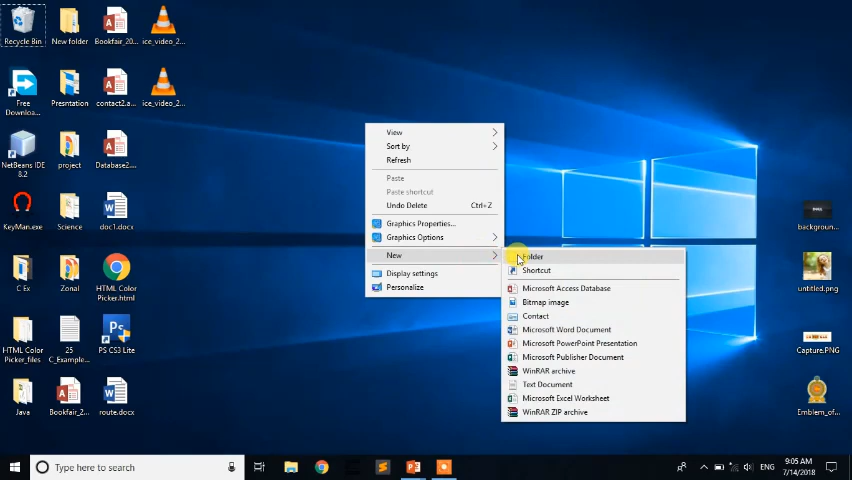 Recycle Bin
New folder
Bookfair_20...
ice_video_2...
Free
Downloa...
Presntation
contact2.a...
ice_video_2...
NetBeans IDE
8.2
project
Database2....
KeyMan.exe
Science
doc1.docx
C Ex
Zonal
HTML Color
Picker.html
HTML Color
Picker_files
25
C_Example...
PS CS3 Lite
Java
Bookfair_2...
route.docx
View
Sort by
Refresh
Paste
Paste shortcut
Undo Delete Ctrl+Z
Graphics Properties...
Graphics Options
New
Display settings
Personalize
Folder
Shortcut
Microsoft Access Database
Bitmap image
Contact
Microsoft Word Document
Microsoft PowerPoint Presentation
Microsoft Publisher Document
WinRAR archive
Text Document
Microsoft Excel Worksheet
WinRAR ZIP archive
backgroun...
untitled.png
Capture.PNG
Emblem_of...
Type here to search
ENG
9:05 AM
7/14/2018